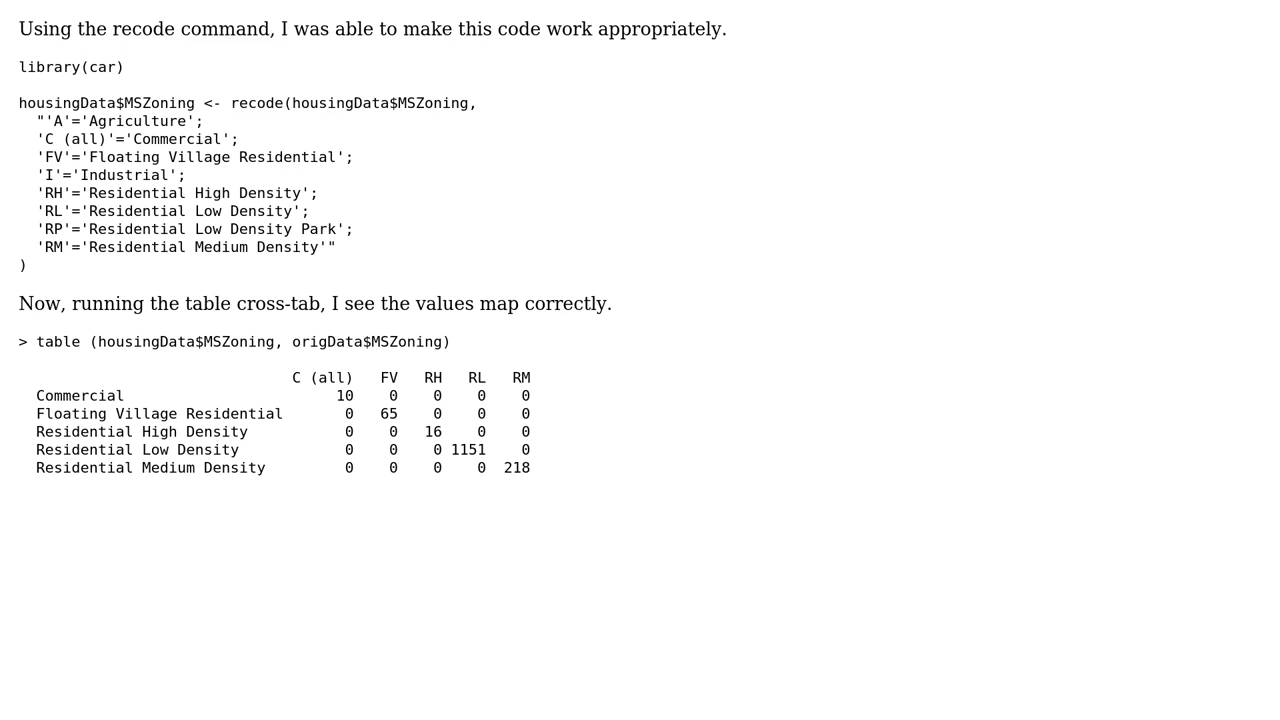 Using the recode command, I was able to make this code work appropriately.
library(car)
housingData$MSZoning <- recode(housingData$MSZoning,
  "'A'='Agriculture';
  'C (all)'='Commercial';
  'FV'='Floating Village Residential';
  'I'='Industrial';
  'RH'='Residential High Density';
  'RL'='Residential Low Density';
  'RP'='Residential Low Density Park';
  'RM'='Residential Medium Density'"
)
Now, running the table cross-tab, I see the values map correctly.
> table (housingData$MSZoning, origData$MSZoning)
                               C (all)   FV   RH   RL   RM
  Commercial                        10    0    0    0    0
  Floating Village Residential       0   65    0    0    0
  Residential High Density           0    0   16    0    0
  Residential Low Density            0    0    0 1151    0
  Residential Medium Density         0    0    0    0  218